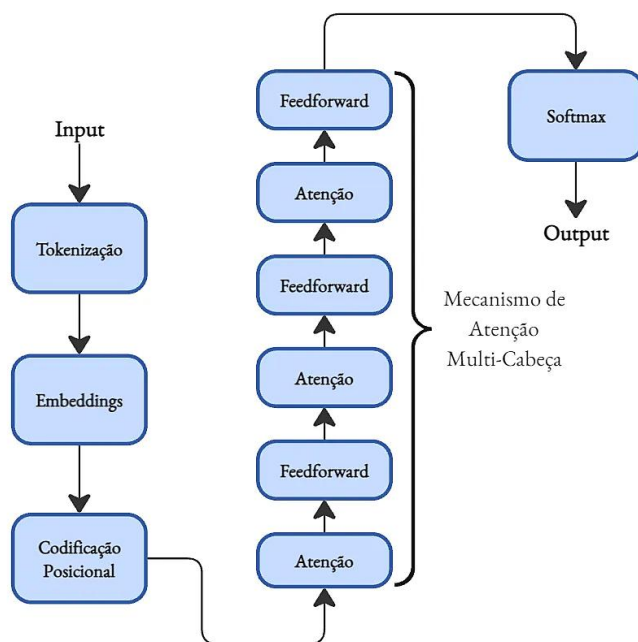 Input
Tokenização
Embeddings
Codificação
Posicional
Atenção
Feedforward
Atenção
Feedforward
Atenção
Feedforward
Mecanismo de
Atenção
Multi-Cabeça
Softmax
Output